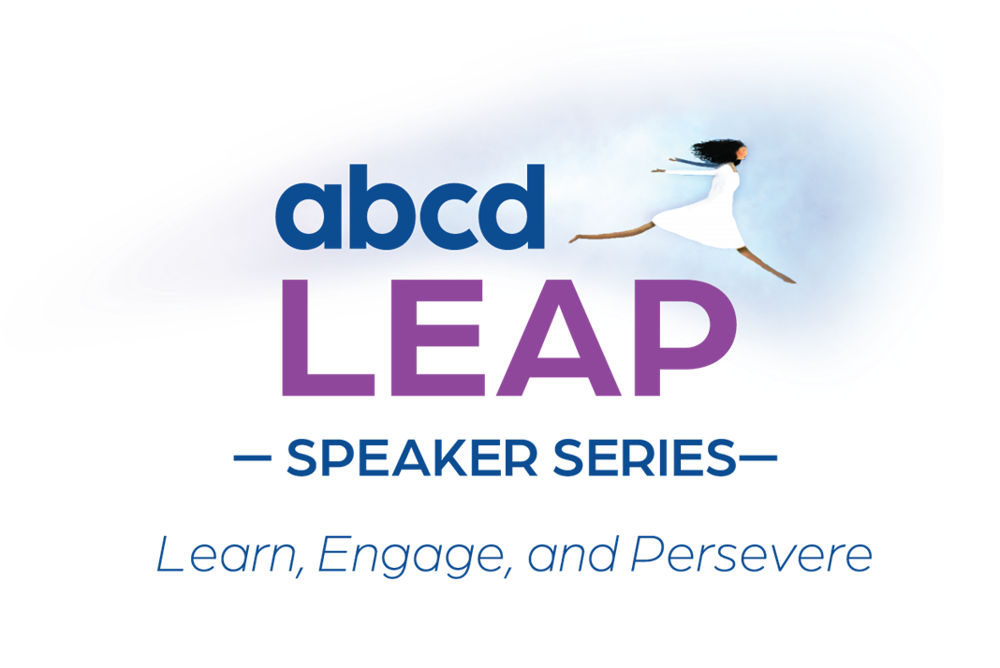 abcd
LEAP
— SPEAKER SERIES—
Learn, Engage, and Persevere